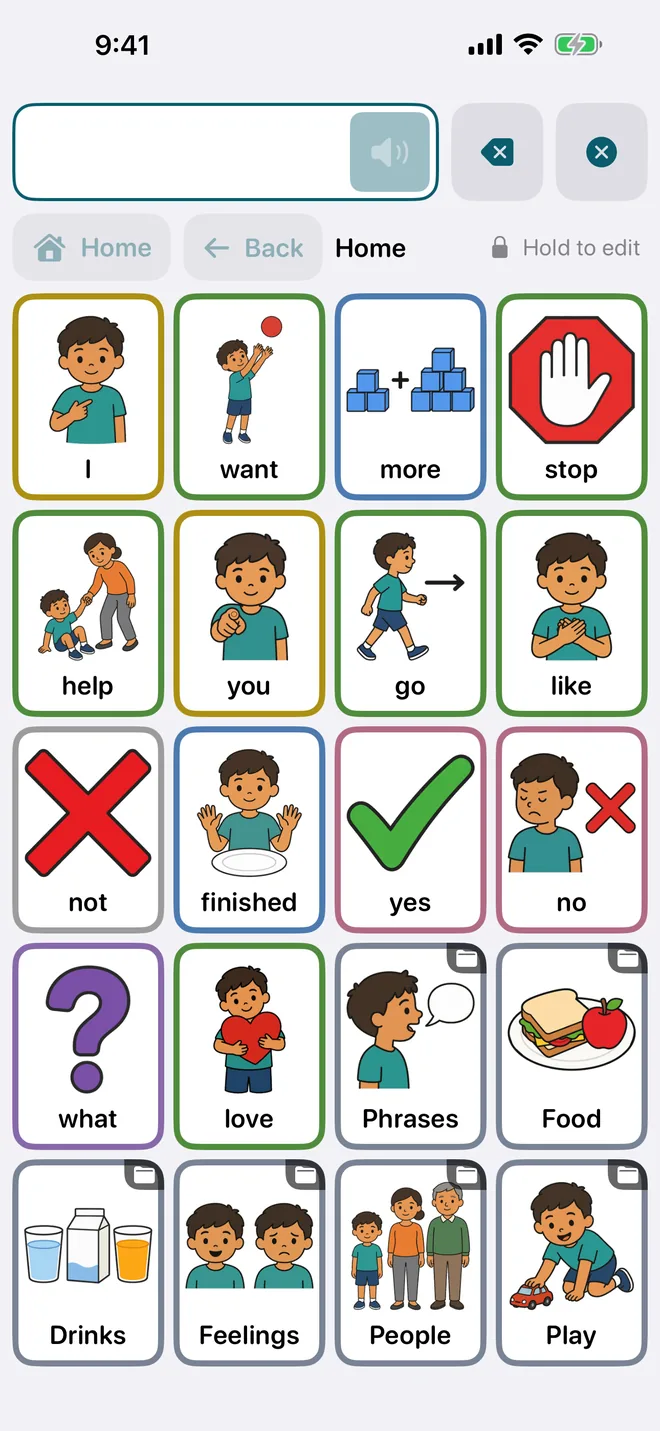 9:41
Home
Back
Home
Hold to edit
I
want
more
stop
help
you
go
like
not
finished
yes
no
what
love
Phrases
Food
Drinks
Feelings
People
Play